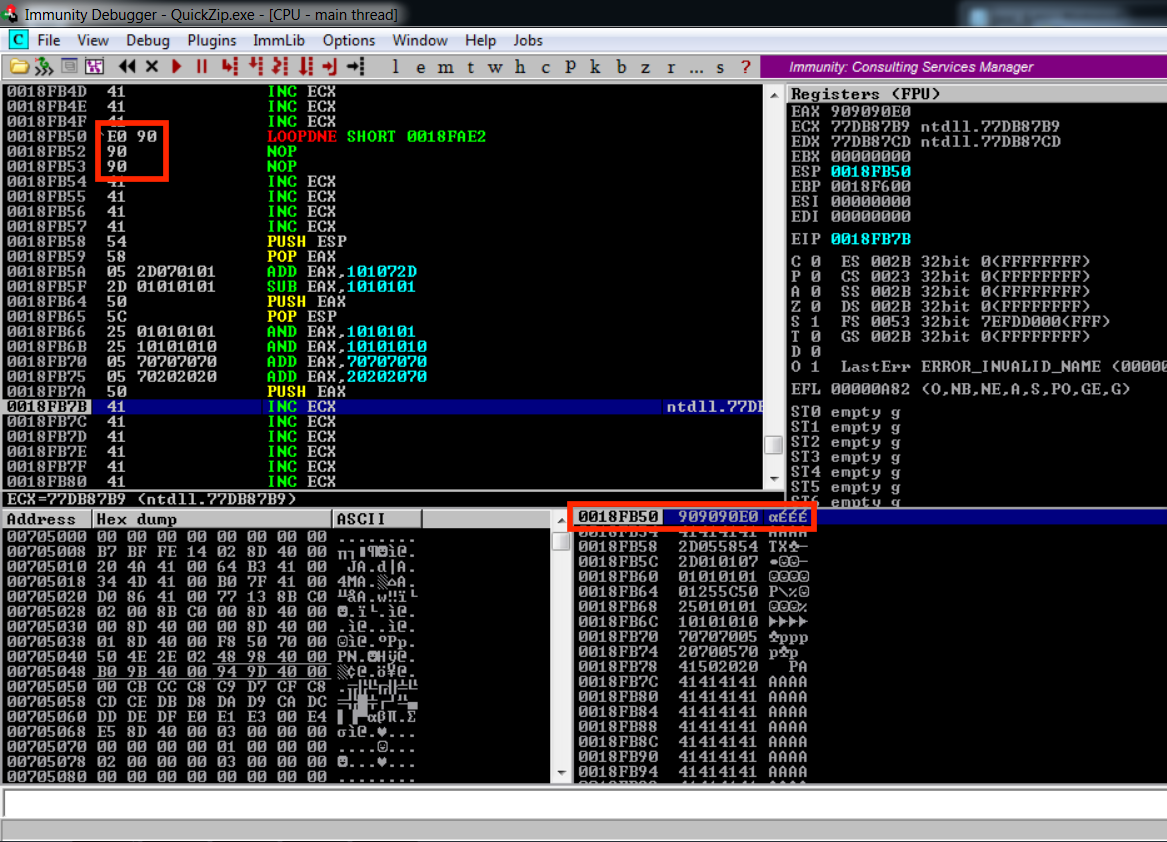 Immunity Debugger - QuickZip.exe - [CPU - main thread]
C File View Debug Plugins ImmLib Options Window Help Jobs
l e m t w h c P k b z r ... s ? Immunity: Consulting Services Manager
0018FB4D 41 INC ECX
0018FB4E 41 INC ECX
0018FB4F 41 INC ECX
0018FB50 E0 90 LOOPDNE SHORT 0018FAE2
0018FB52 90 NOP
0018FB53 90 NOP
0018FB54 41 INC ECX
0018FB55 41 INC ECX
0018FB56 41 INC ECX
0018FB57 41 INC ECX
0018FB58 54 PUSH ESP
0018FB59 58 POP EAX
0018FB5A 05 2D070101 ADD EAX,101072D
0018FB5F 2D 01010101 SUB EAX,1010101
0018FB64 50 PUSH EAX
0018FB65 5C POP ESP
0018FB66 25 01010101 AND EAX,1010101
0018FB6B 25 10101010 AND EAX,10101010
0018FB70 05 70707070 ADD EAX,70707070
0018FB75 05 70202020 ADD EAX,20202070
0018FB7A 50 PUSH EAX
0018FB7B 41 INC ECX ntdll.77DB
0018FB7C 41 INC ECX
0018FB7D 41 INC ECX
0018FB7E 41 INC ECX
0018FB7F 41 INC ECX
0018FB80 41 INC ECX
ECX=77DB87B9 (ntdll.77DB87B9)
Registers (FPU)
EAX 909090E0
ECX 77DB87B9 ntdll.77DB87B9
EDX 77DB87CD ntdll.77DB87CD
EBX 00000000
ESP 0018FB50
EBP 0018F600
ESI 00000000
EDI 00000000
EIP 0018FB7B
C 0 ES 002B 32bit 0(FFFFFFFF)
P 0 CS 0023 32bit 0(FFFFFFFF)
A 0 SS 002B 32bit 0(FFFFFFFF)
Z 0 DS 002B 32bit 0(FFFFFFFF)
S 1 FS 0053 32bit 7EFDD000(FFF)
T 0 GS 002B 32bit 0(FFFFFFFF)
D 0
O 1 LastErr ERROR_INVALID_NAME (00000
EFL 00000A82 (O,NB,NE,A,S,PO,GE,G)
ST0 empty g
ST1 empty g
ST2 empty g
ST3 empty g
ST4 empty g
ST5 empty g
ST6 empty g
Address Hex dump ASCII
00705000 00 00 00 00 00 00 00 00 ........
00705008 B7 BF FE 14 02 8D 40 00
00705010 20 4A 41 00 64 B3 41 00
00705018 34 4D 41 00 B0 7F 41 00
00705020 D0 86 41 00 77 13 8B C0
00705028 02 00 8B C0 00 8D 40 00
00705030 00 8D 40 00 00 8D 40 00
00705038 01 8D 40 00 F8 50 70 00
00705040 50 4E 2E 02 48 98 40 00
00705048 B0 9B 40 00 94 9D 40 00
00705050 00 CB CC C8 C9 D7 CF C8
00705058 CD CE DB D8 DA D9 CA DC
00705060 DD DE DF E0 E1 E3 00 E4
00705068 E5 8D 40 00 03 00 00 00
00705070 00 00 00 00 01 00 00 00
00705078 02 00 00 00 03 00 00 00
00705080 00 00 00 00 00 00 00 00 ........
0018FB50 909090E0 αÉÉÉ
0018FB54 41414141 AAAA
0018FB58 2D055854 TX♣-
0018FB5C 2D010107 •☺☺-
0018FB60 01010101 ☺☺☺☺
0018FB64 01255C50 P\%☺
0018FB68 25010101 ☺☺☺%
0018FB6C 10101010 ►►►►
0018FB70 70707005 ♣ppp
0018FB74 20700570 p♣p
0018FB78 41502020 PA
0018FB7C 41414141 AAAA
0018FB80 41414141 AAAA
0018FB84 41414141 AAAA
0018FB88 41414141 AAAA
0018FB8C 41414141 AAAA
0018FB90 41414141 AAAA
0018FB94 41414141 AAAA